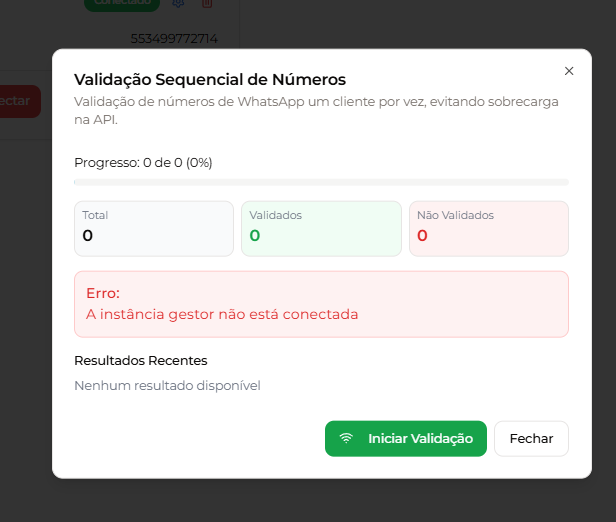 Conectado
553499772714
ectar
Validação Sequencial de Números
Validação de números de WhatsApp um cliente por vez, evitando sobrecarga
na API.
Progresso: 0 de 0 (0%)
Total
0
Validados
0
Não Validados
0
Erro:
A instância gestor não está conectada
Resultados Recentes
Nenhum resultado disponível
Iniciar Validação
Fechar